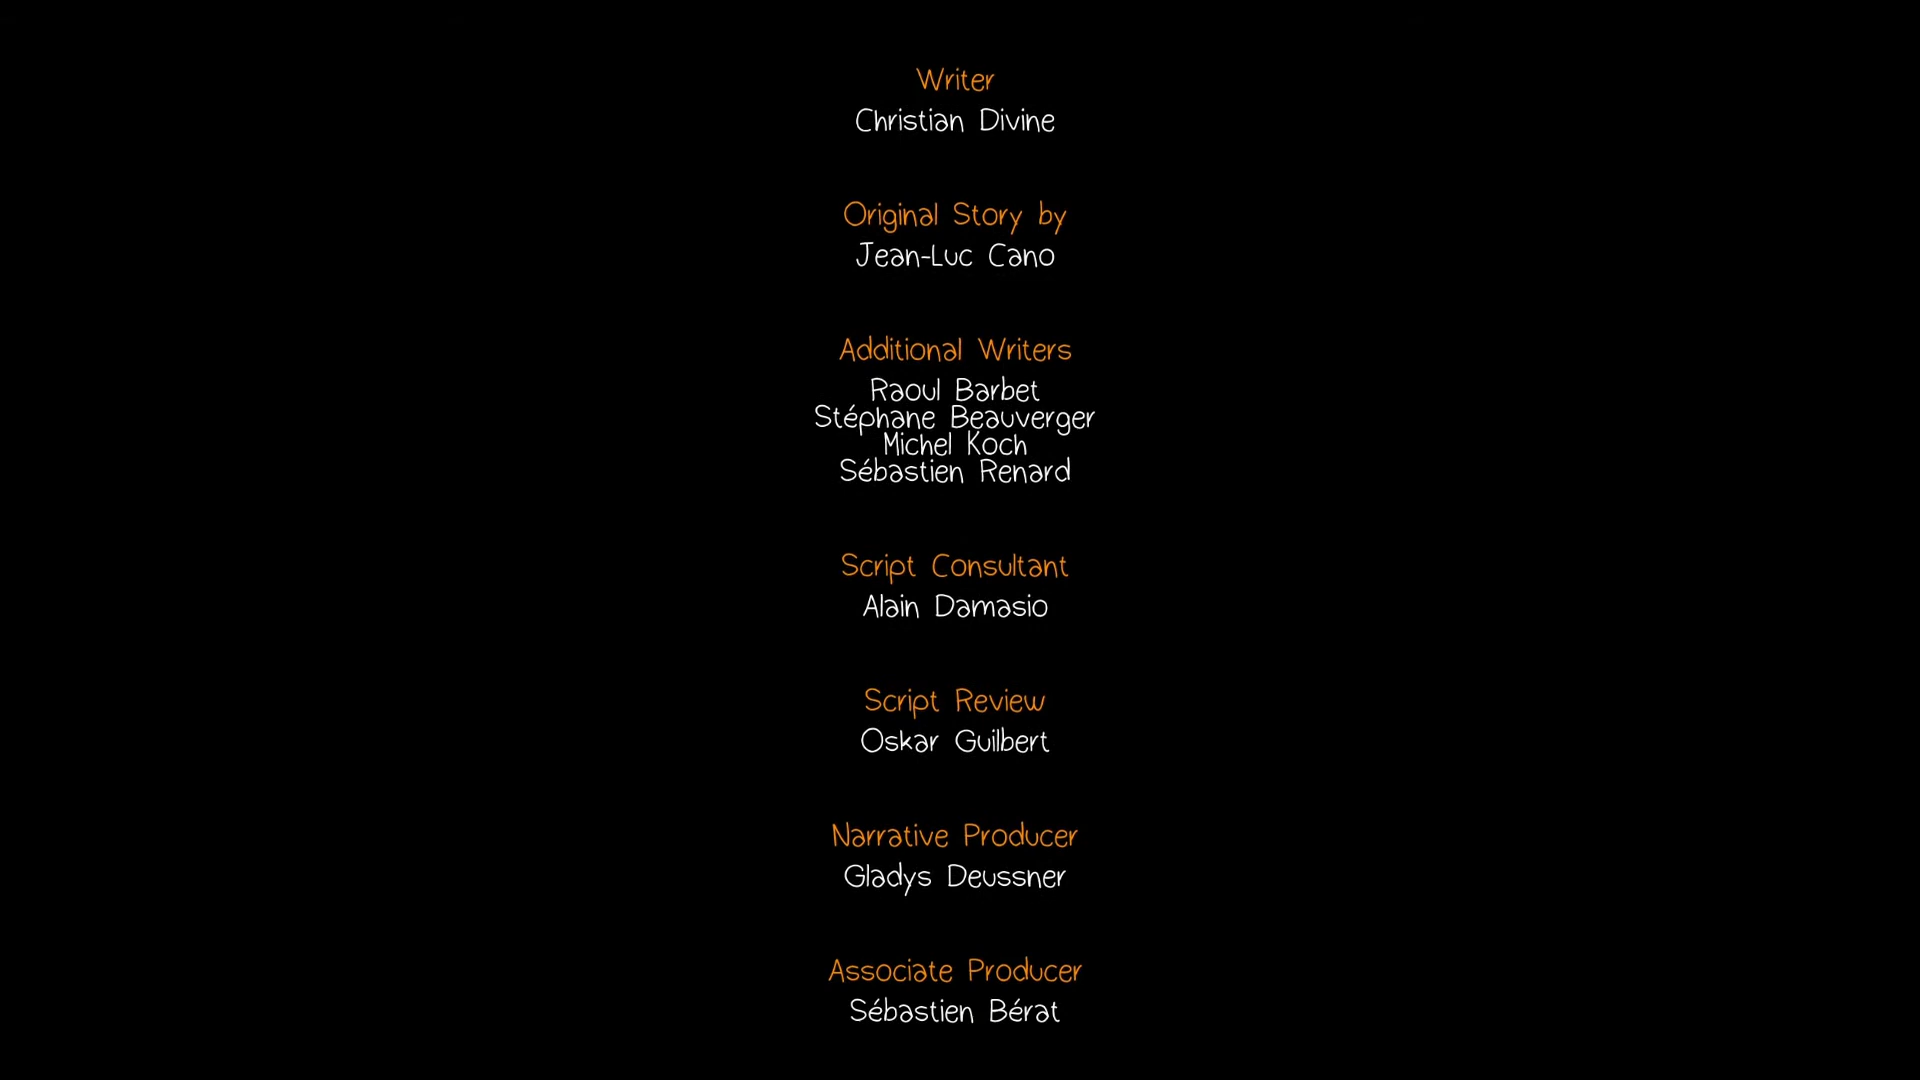 Writer
Christian Divine
Original Story by
Jean-Luc Cano
Additional Writers
Raoul Barbet
Stéphane Beauverger
Michel Koch
Sébastien Renard
Script Consultant
Alain Damasio
Script Review
Oskar Guilbert
Narrative Producer
Gladys Deussner
Associate Producer
Sébastien Bérat